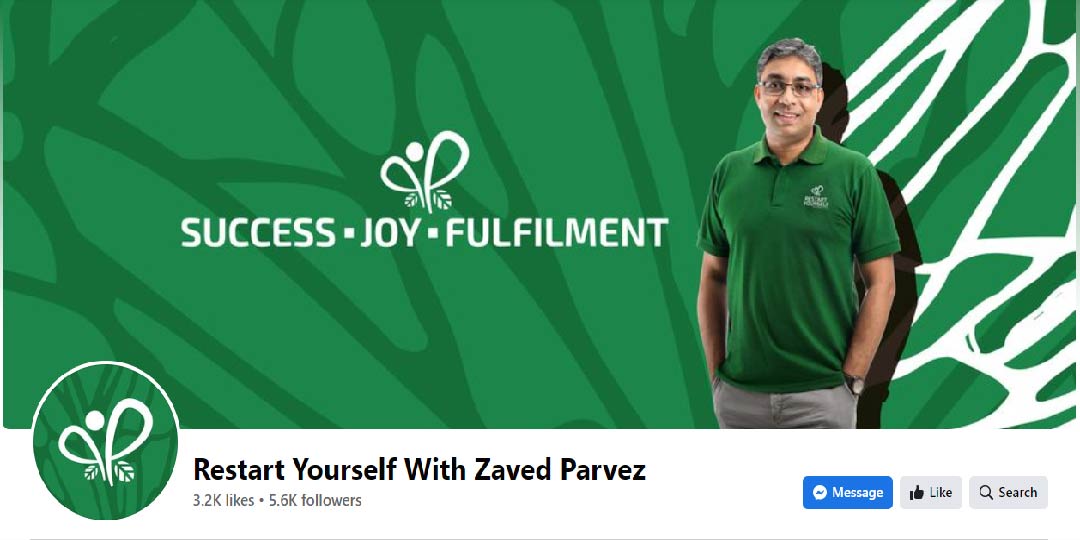 SUCCESS▪JOY▪FULFILMENT
RESTART
YOURSELF
Restart Yourself With Zaved Parvez
3.2K likes • 5.6K followers
Message
Like
Search